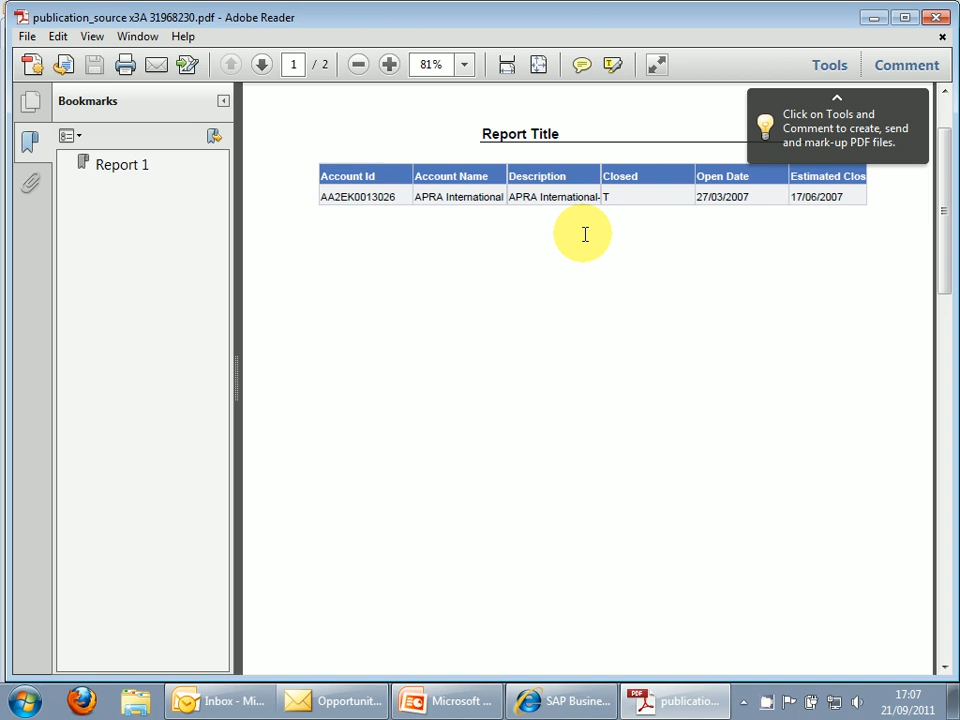 publication_source x3A 31968230.pdf - Adobe Reader
File Edit View Window Help
1 / 2 81% Tools Comment
Bookmarks
Report 1
Click on Tools and
Comment to create, send
and mark-up PDF files.
Report Title
Account Id Account Name Description Closed Open Date Estimated Clos
AA2EK0013026 APRA International APRA International- T 27/03/2007 17/06/2007
Inbox - Mi... Opportunit... Microsoft ... SAP Busine... PDF publicatio... 17:07
21/09/2011